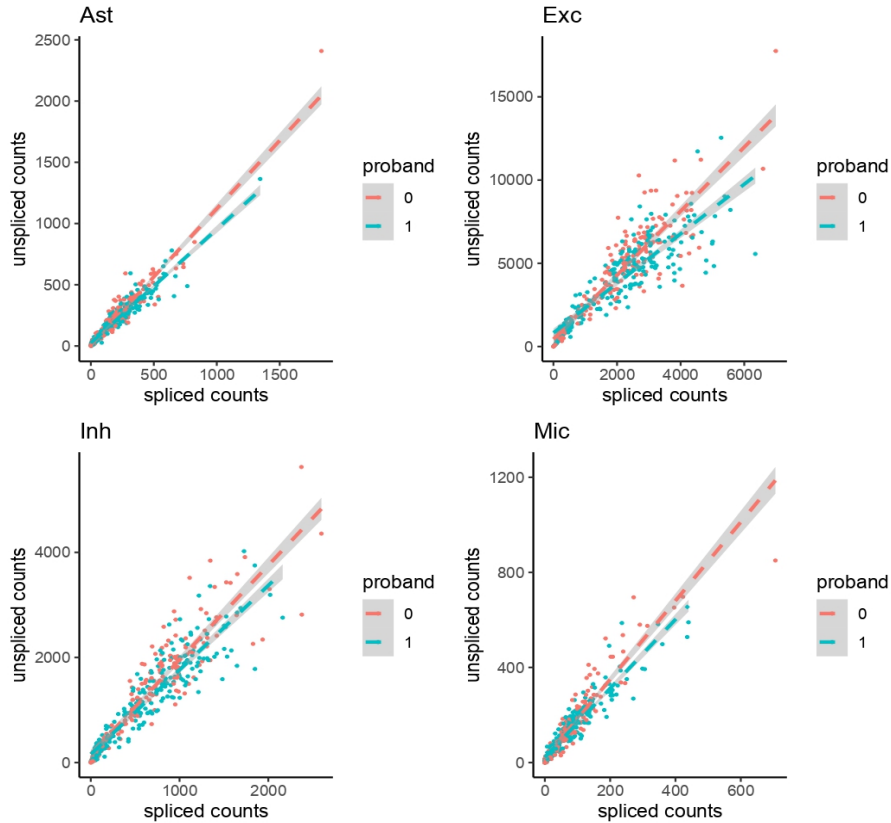 Ast
unspliced counts
2500
2000
1500
1000
500
0
0 500 1000 1500
spliced counts
proband
0
1
Exc
unspliced counts
15000
10000
5000
0
0 2000 4000 6000
spliced counts
proband
0
1
Inh
unspliced counts
4000
2000
0
0 1000 2000
spliced counts
proband
0
1
Mic
unspliced counts
1200
800
400
0
0 200 400 600
spliced counts
proband
0
1